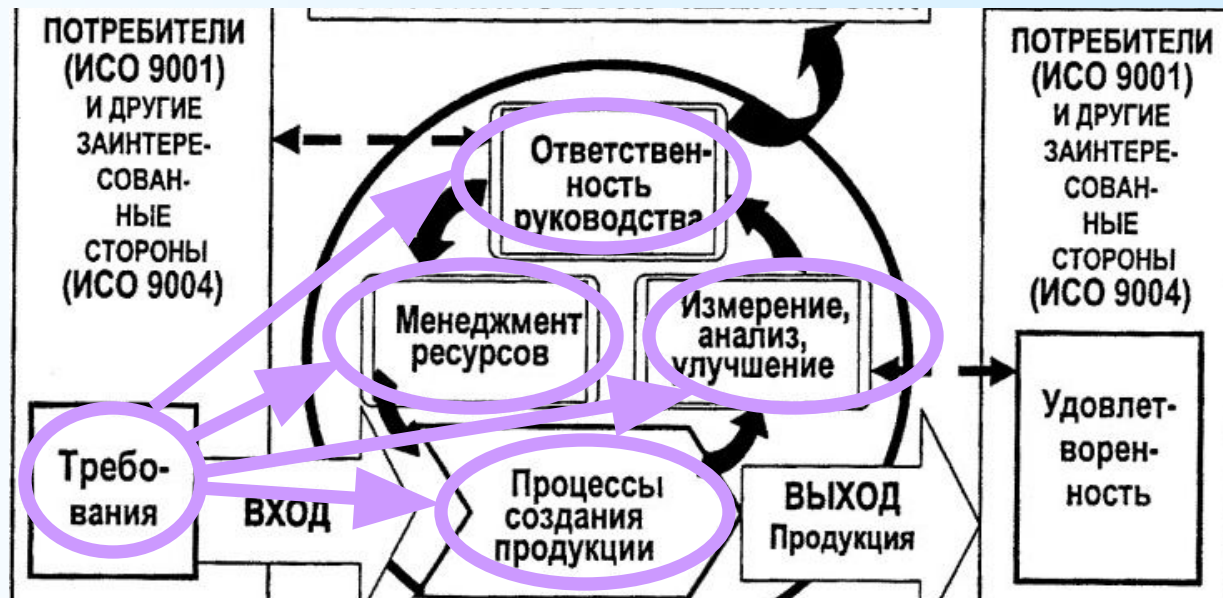 ПОТРЕБИТЕЛИ
(ИСО 9001)
И ДРУГИЕ
ЗАИНТЕРЕ-
СОВАН-
НЫЕ
СТОРОНЫ
(ИСО 9004)
Требо-
вания
ВХОД
Ответствен-
ность
руководства
Менеджмент
ресурсов
Измерение,
анализ,
улучшение
Процессы
создания
продукции
ВЫХОД
Продукция
ПОТРЕБИТЕЛИ
(ИСО 9001)
И ДРУГИЕ
ЗАИНТЕРЕ-
СОВАН-
НЫЕ
СТОРОНЫ
(ИСО 9004)
Удовлет-
ворен-
ность